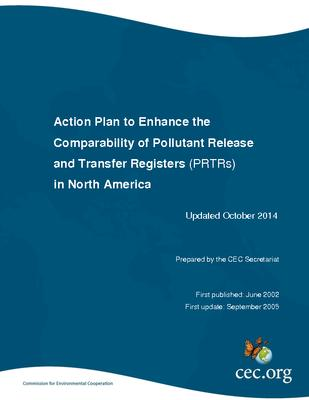 Action Plan to Enhance the
Comparability of Pollutant Release
and Transfer Registers (PRTRs)
in North America
Updated October 2014
Prepared by the CEC Secretariat
First published: June 2002
First update: September 2005
cec.org
Commission for Environmental Cooperation